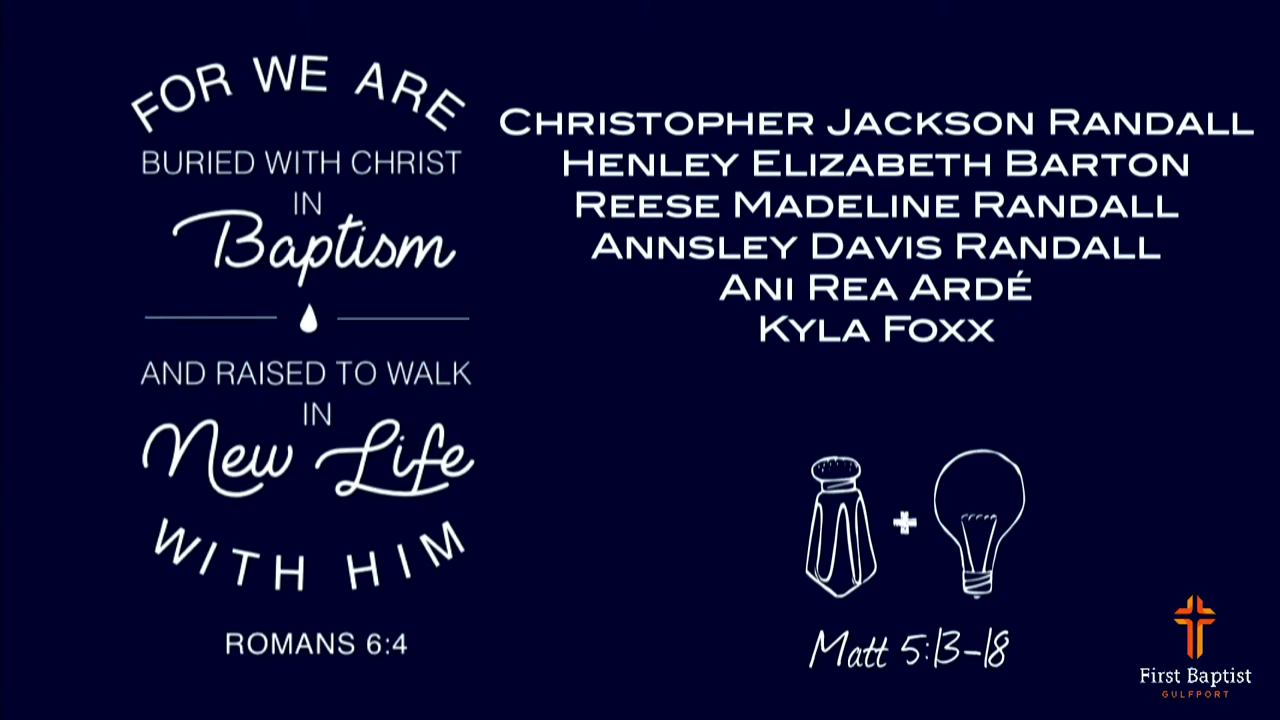 FOR WE ARE
BURIED WITH CHRIST
IN
Baptism
AND RAISED TO WALK
IN
New Life
WITH HIM
ROMANS 6:4
CHRISTOPHER JACKSON RANDALL
HENLEY ELIZABETH BARTON
REESE MADELINE RANDALL
ANNSLEY DAVIS RANDALL
ANI REA ARDÉ
KYLA FOXX
+
Matt 5:13-18
First Baptist
GULFPORT